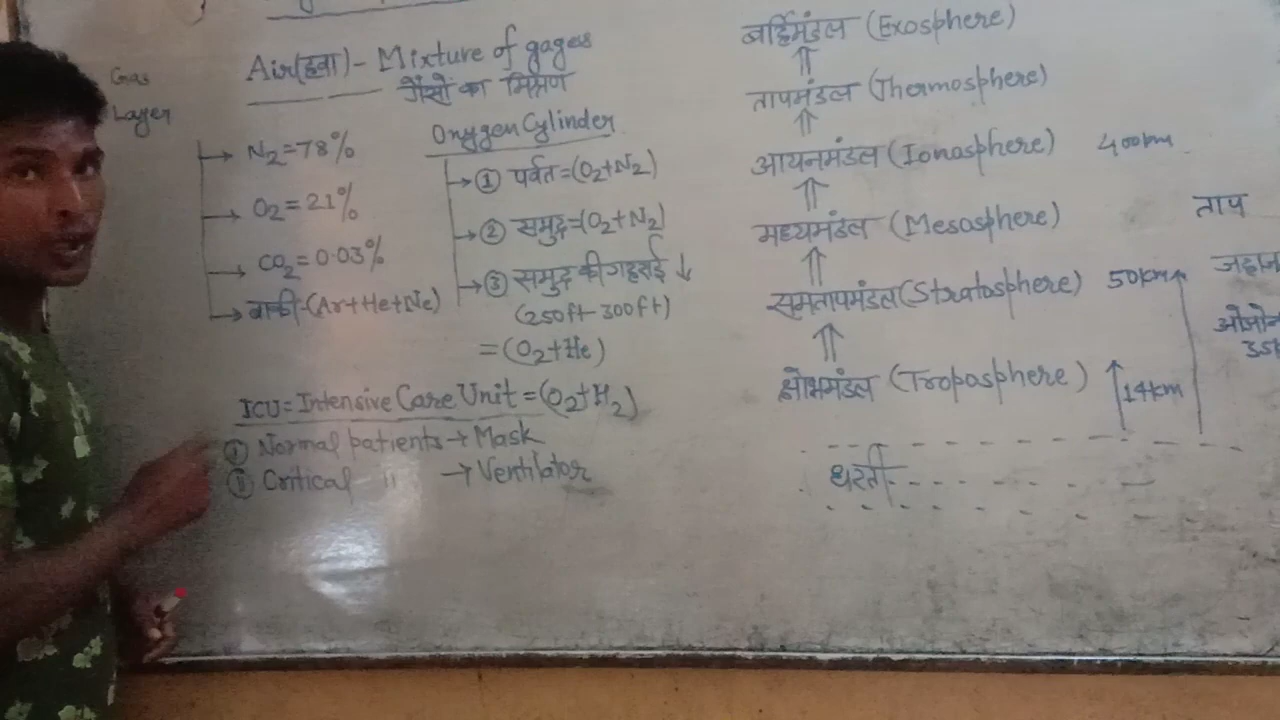 Gas
Layer
Air(हवा)- Mixture of gages
गैसों का मिश्रण
N₂=78%
O₂=21%
CO₂=0.03%
बाकी-(Ar+He+Ne)
Oxygen Cylinder
① पर्वत=(O₂+N₂)
② समुद्र=(O₂+N₂)
③ समुद्र की गहराई ↓
(250ft-300ft)
=(O₂+He)
ICU=Intensive Care Unit=(O₂+H₂)
① Normal patients → Mask
② Critical " → Ventilator
बर्हिमंडल (Exosphere)
तापमंडल (Thermosphere)
आयनमंडल (Ionosphere) 400km
मध्यमंडल (Mesosphere)
समतापमंडल (Stratosphere) 50km
क्षोभमंडल (Troposphere) 14km
धरती
ताप